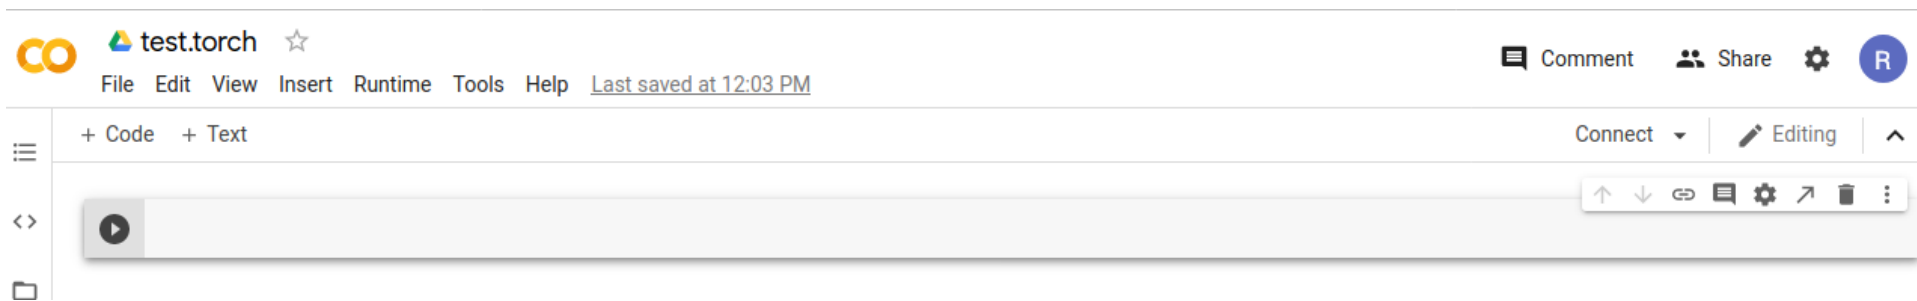 CO test.torch
File Edit View Insert Runtime Tools Help Last saved at 12:03 PM
Comment Share R
+ Code + Text
Connect Editing